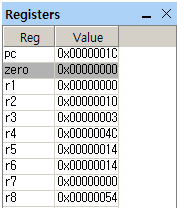 Registers
Reg Value
pc 0x0000001C
zero 0x00000000
r1 0x00000000
r2 0x00000010
r3 0x00000003
r4 0x0000004C
r5 0x00000014
r6 0x00000014
r7 0x00000000
r8 0x00000054